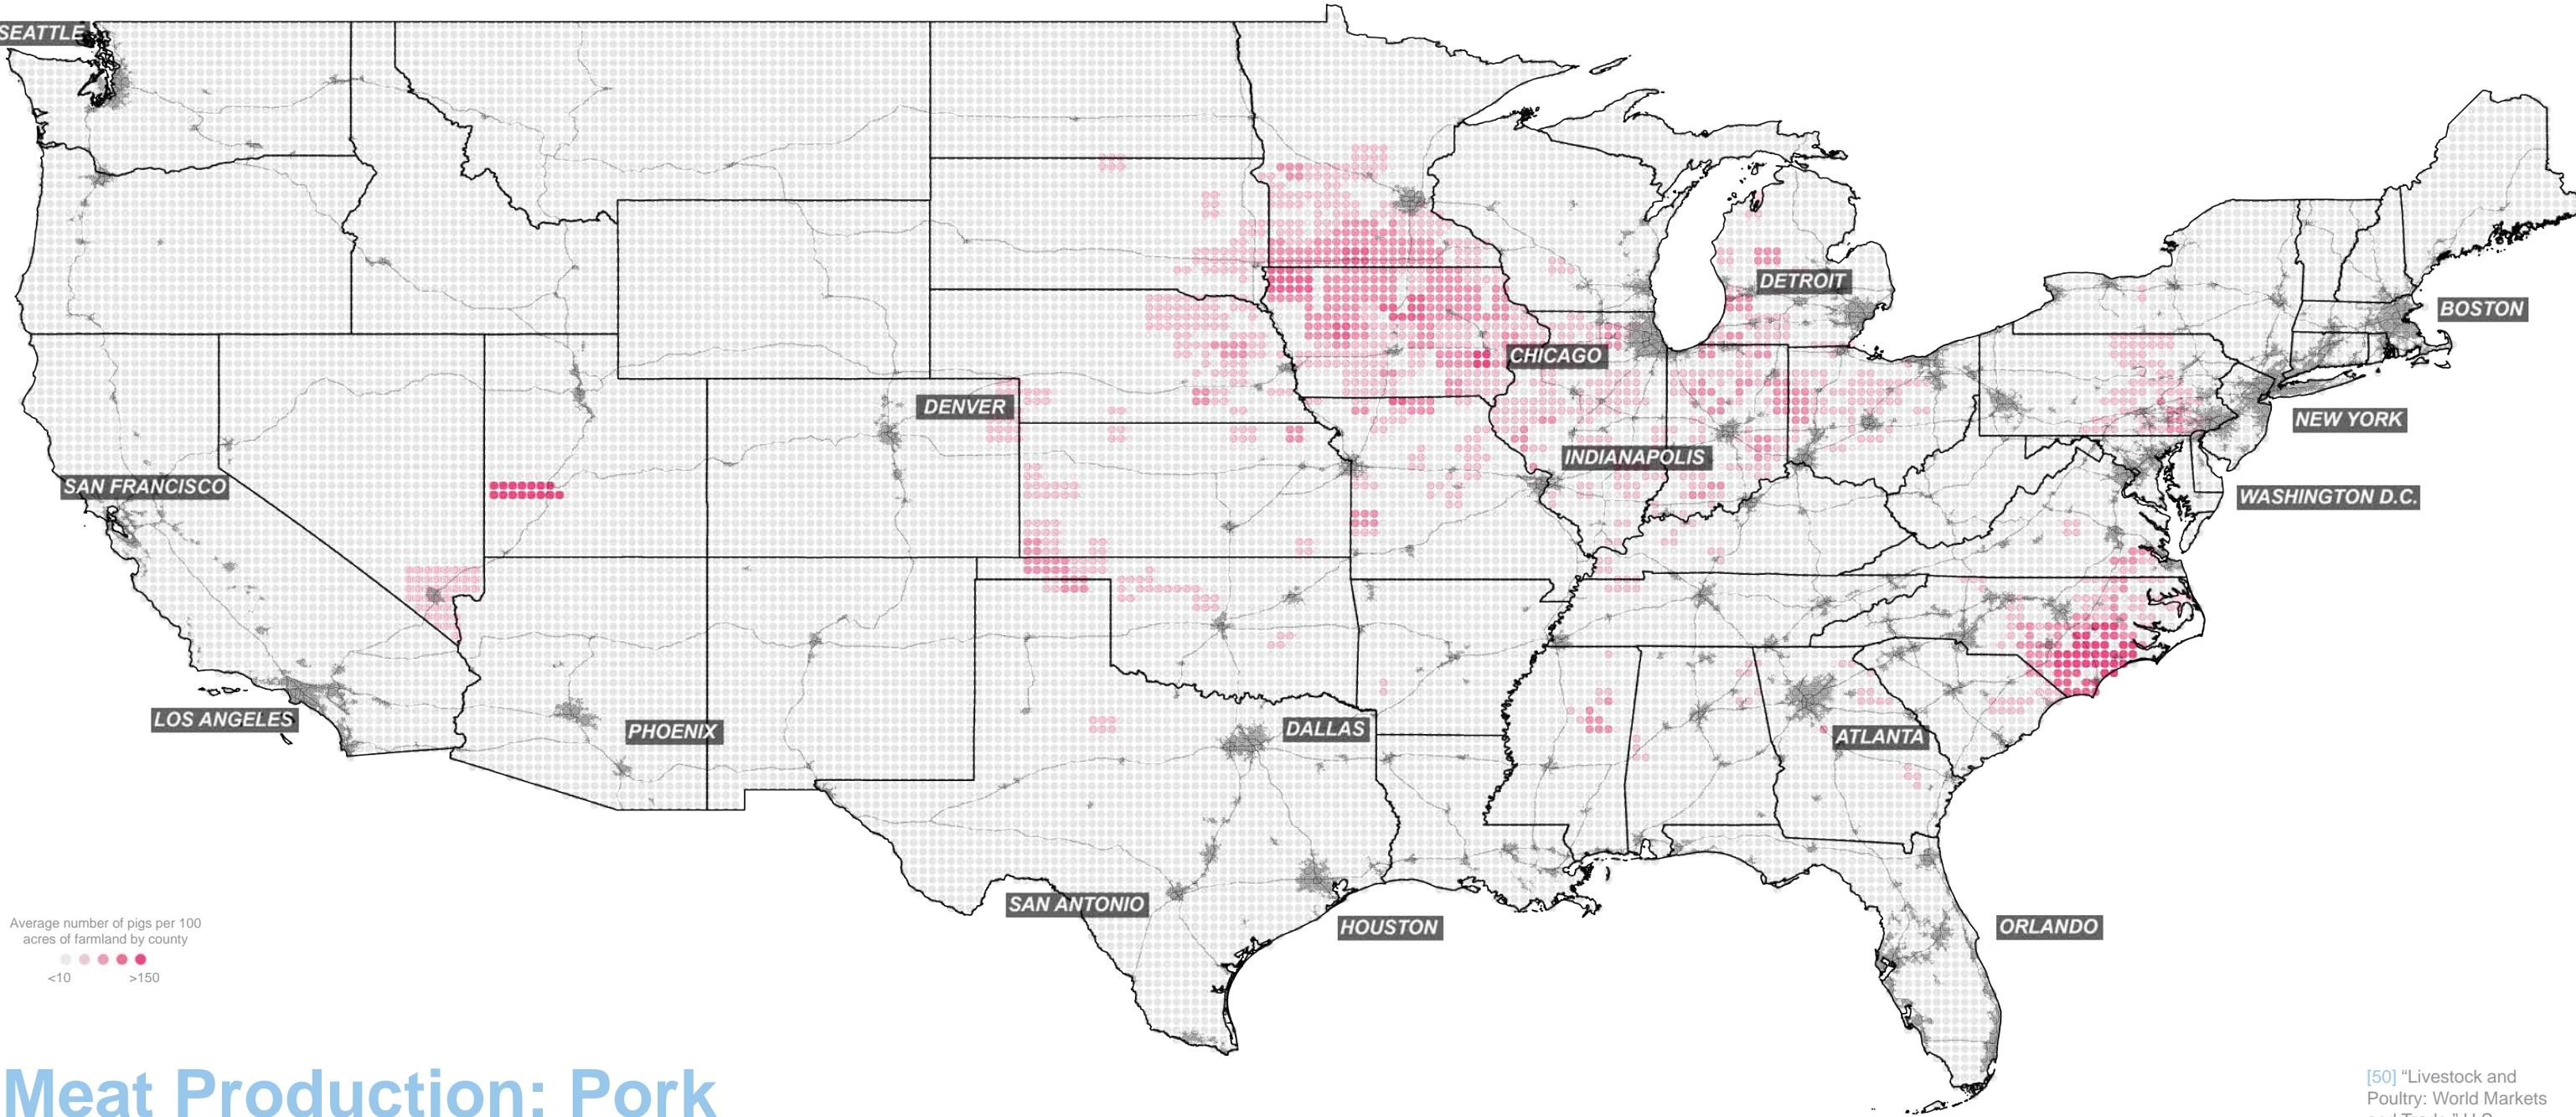 SEATTLE
DETROIT
BOSTON
CHICAGO
DENVER
NEW YORK
INDIANAPOLIS
SAN FRANCISCO
WASHINGTON D.C.
LOS ANGELES
PHOENIX
DALLAS
ATLANTA
SAN ANTONIO
HOUSTON
ORLANDO
Average number of pigs per 100
acres of farmland by county
<10 >150
Meat Production: Pork
[50] “Livestock and
Poultry: World Markets
and Trade,” U.S.